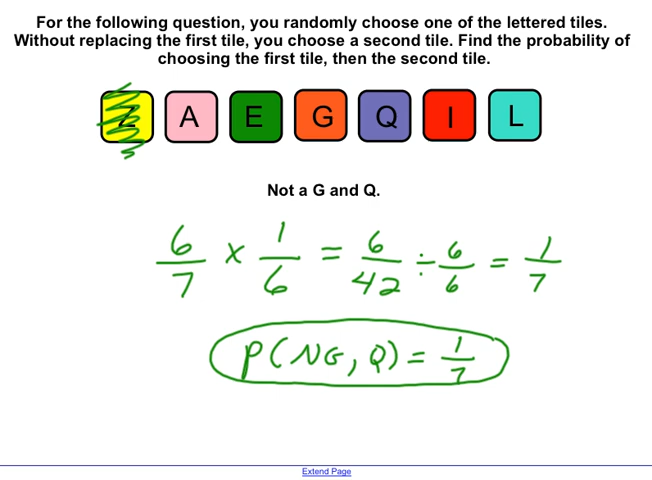 For the following question, you randomly choose one of the lettered tiles.
Without replacing the first tile, you choose a second tile. Find the probability of
choosing the first tile, then the second tile.
Z A E G Q I L
Not a G and Q.
6/7 x 1/6 = 6/42 ÷ 6/6 = 1/7
P(NG, Q) = 1/7
Extend Page